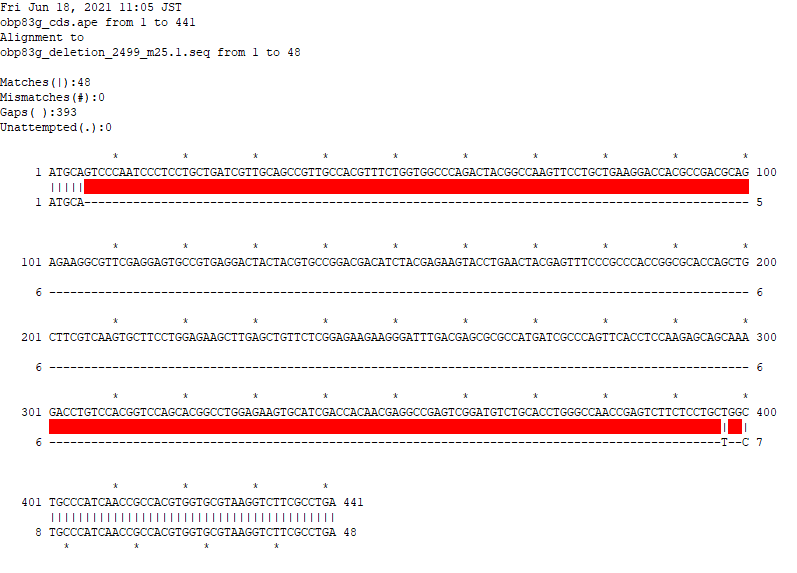 Fri Jun 18, 2021 11:05 JST
obp83g_cds.ape from 1 to 441
Alignment to
obp83g_deletion_2499_m25.1.seq from 1 to 48
Matches(|):48
Mismatches(#):0
Gaps( ):393
Unattempted(.):0
* * * * * * * * * *
1 ATGCAGTCCCAATCCCTCCTGCTGATCGTTGCAGCCGTTGCCACGTTTCTGGTGGCCCAGACTACGGCCAAGTTCCTGCTGAAGGACCACGCCGACGCAG 100
|||||
1 ATGCA----------------------------------------------------------------------------------------------- 5
* * * * * * * * * *
101 AGAAGGCGTTCGAGGAGTGCCGTGAGGACTACTACGTGCCGGACGACATCTACGAGAAGTACCTGAACTACGAGTTTCCCGCCCACCGGCGCACCAGCTG 200
6 ---------------------------------------------------------------------------------------------------- 6
* * * * * * * * * *
201 CTTCGTCAAGTGCTTCCTGGAGAAGCTTGAGCTGTTCTCGGAGAAGAAGGGATTTGACGAGCGCGCCATGATCGCCCAGTTCACCTCCAAGAGCAGCAAA 300
6 ---------------------------------------------------------------------------------------------------- 6
* * * * * * * * * *
301 GACCTGTCCACGGTCCAGCACGGCCTGGAGAAGTGCATCGACCACAACGAGGCCGAGTCGGATGTCTGCACCTGGGCCAACCGAGTCTTCTCCTGCTGGC 400
| |
6 ------------------------------------------------------------------------------------------------T--C 7
* * * *
401 TGCCCATCAACCGCCACGTGGTGCGTAAGGTCTTCGCCTGA 441
|||||||||||||||||||||||||||||||||||||||||
8 TGCCCATCAACCGCCACGTGGTGCGTAAGGTCTTCGCCTGA 48
* * * *